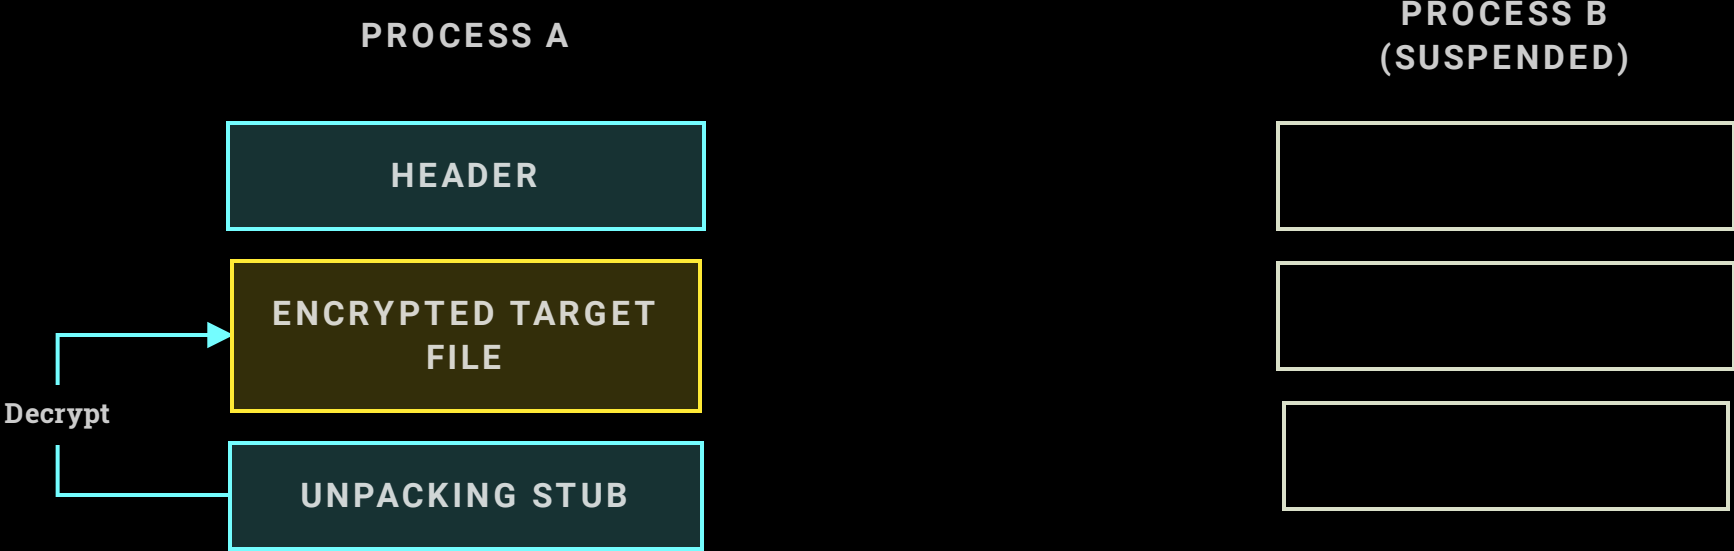 PROCESS A
PROCESS B
(SUSPENDED)
HEADER
ENCRYPTED TARGET
FILE
Decrypt
UNPACKING STUB